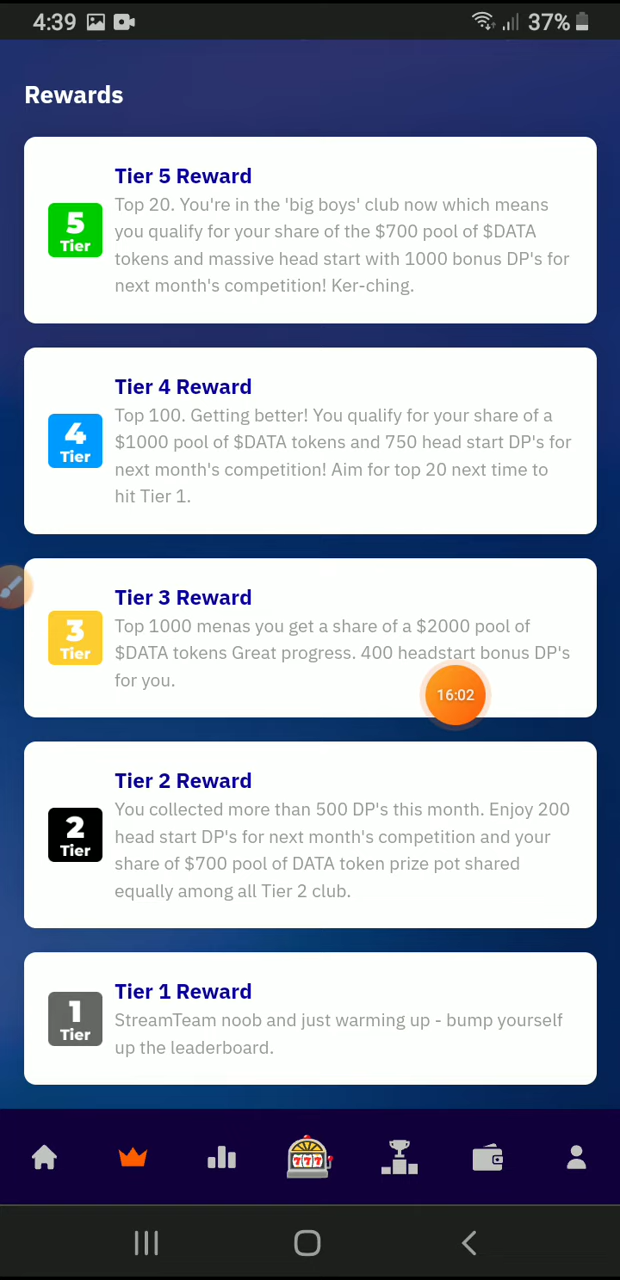 4:39
37%
Rewards
Tier 5 Reward
5
Tier
Top 20. You're in the 'big boys' club now which means
you qualify for your share of the $700 pool of $DATA
tokens and massive head start with 1000 bonus DP's for
next month's competition! Ker-ching.
Tier 4 Reward
4
Tier
Top 100. Getting better! You qualify for your share of a
$1000 pool of $DATA tokens and 750 head start DP's for
next month's competition! Aim for top 20 next time to
hit Tier 1.
Tier 3 Reward
3
Tier
Top 1000 menas you get a share of a $2000 pool of
$DATA tokens Great progress. 400 headstart bonus DP's
for you.
16:02
Tier 2 Reward
2
Tier
You collected more than 500 DP's this month. Enjoy 200
head start DP's for next month's competition and your
share of $700 pool of DATA token prize pot shared
equally among all Tier 2 club.
Tier 1 Reward
1
Tier
StreamTeam noob and just warming up - bump yourself
up the leaderboard.
777